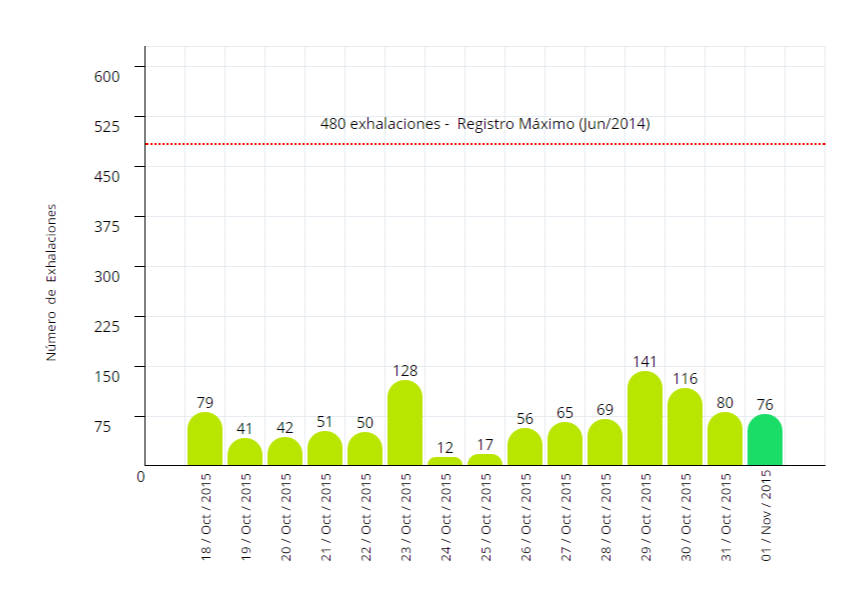 600
525
450
375
300
225
150
75
0
Número de Exhalaciones
480 exhalaciones - Registro Máximo (Jun/2014)
79
41
42
51
50
128
12
17
56
65
69
141
116
80
76
18 / Oct / 2015
19 / Oct / 2015
20 / Oct / 2015
21 / Oct / 2015
22 / Oct / 2015
23 / Oct / 2015
24 / Oct / 2015
25 / Oct / 2015
26 / Oct / 2015
27 / Oct / 2015
28 / Oct / 2015
29 / Oct / 2015
30 / Oct / 2015
31 / Oct / 2015
01 / Nov / 2015